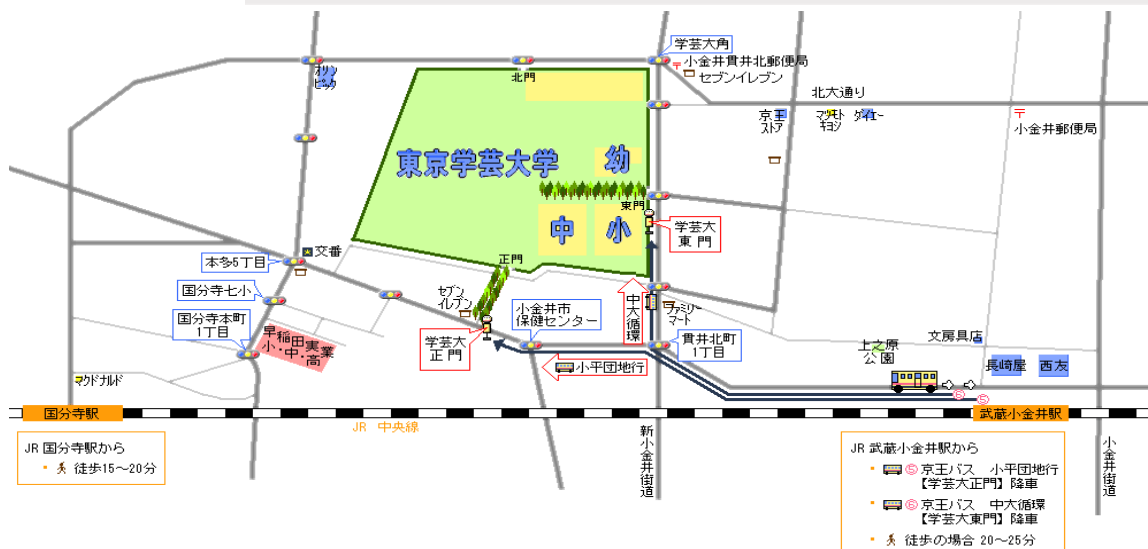 学芸大角
小金井貫井北郵便局
セブンイレブン
オリン
ピック
北門
北大通り
京王
ストア
マツモト
キヨシ
ダイエー
小金井郵便局
東京学芸大学
幼
東門
中
小
学芸大
東門
交番
本多5丁目
正門
国分寺七小
セブン
イレブン
国分寺本町
1丁目
小金井市
保健センター
中大循環
ファミリー
マート
早稲田実業
小・中・高
学芸大
正門
貫井北町
1丁目
文房具店
上之原
公園
長崎屋
西友
小平団地行
マクドナルド
⑥
⑤
国分寺駅
武蔵小金井駅
JR 中央線
新小金井街道
小金井街道
JR 国分寺駅から
徒歩15～20分
JR 武蔵小金井駅から
⑤ 京王バス 小平団地行
【学芸大正門】降車
⑥ 京王バス 中大循環
【学芸大東門】降車
徒歩の場合 20～25分